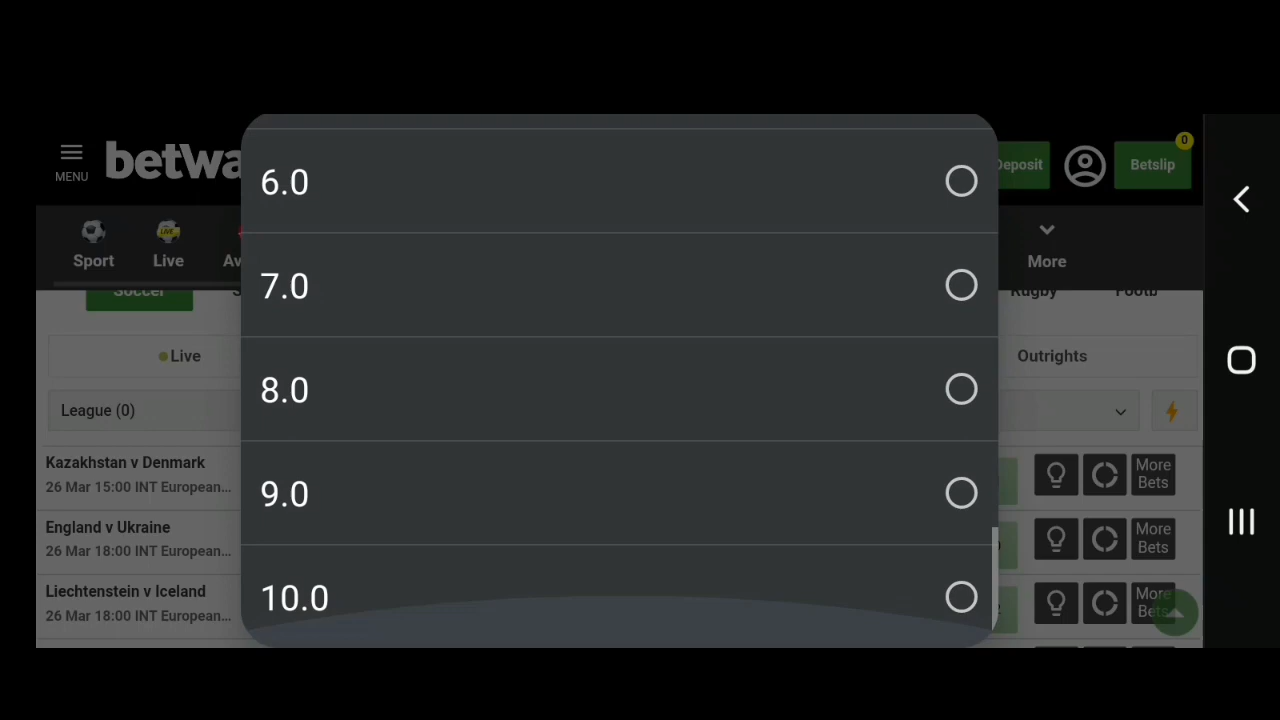 betwa
MENU
Deposit
Betslip
0
Sport
Live
Av
More
Soccer
S
Rugby
Footb
Live
Outrights
League (0)
6.0
7.0
8.0
9.0
10.0
Kazakhstan v Denmark
26 Mar 15:00 INT European...
More
Bets
England v Ukraine
26 Mar 18:00 INT European...
More
Bets
Liechtenstein v Iceland
26 Mar 18:00 INT European...
More
Bets